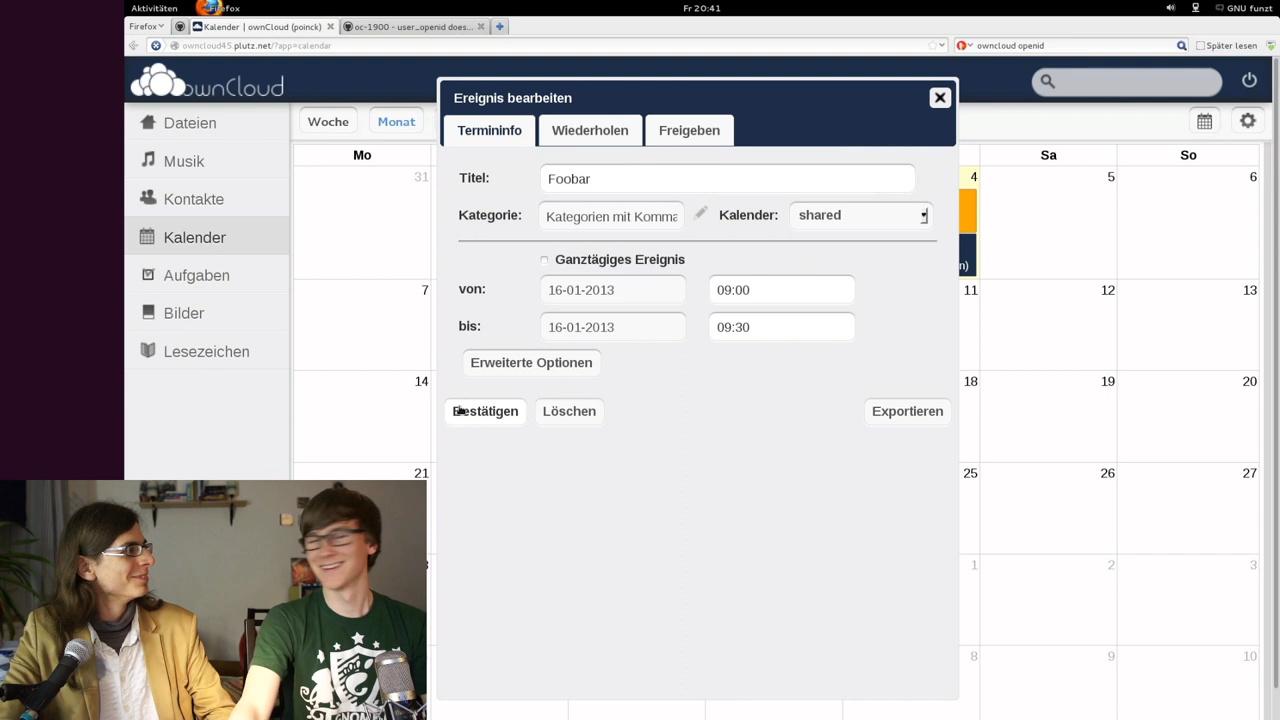 Aktivitäten Firefox Fr 20:41 GNU funzt
Firefox Kalender | ownCloud (poinck) oc-1900 - user_openid does...
owncloud45.plutz.net/?app=calendar owncloud openid Später lesen
ownCloud
Dateien
Musik
Kontakte
Kalender
Aufgaben
Bilder
Lesezeichen
Woche Monat
Mo Sa So
31 4 5 6
n)
7 11 12 13
14 18 19 20
21 25 26 27
1 2 3
8 9 10
Ereignis bearbeiten
Termininfo Wiederholen Freigeben
Titel: Foobar
Kategorie: Kategorien mit Komma Kalender: shared
Ganztägiges Ereignis
von: 16-01-2013 09:00
bis: 16-01-2013 09:30
Erweiterte Optionen
Bestätigen Löschen Exportieren
GNOME